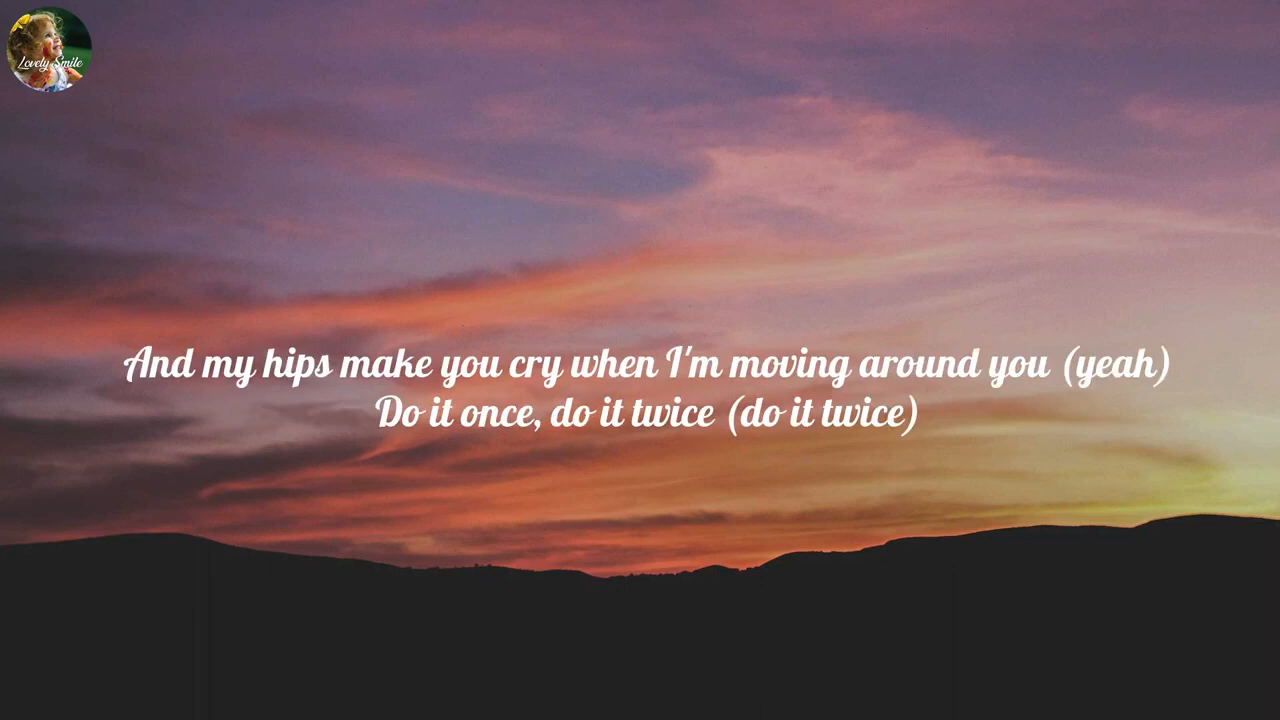 Lovely Smile
And my hips make you cry when I'm moving around you (yeah)
Do it once, do it twice (do it twice)